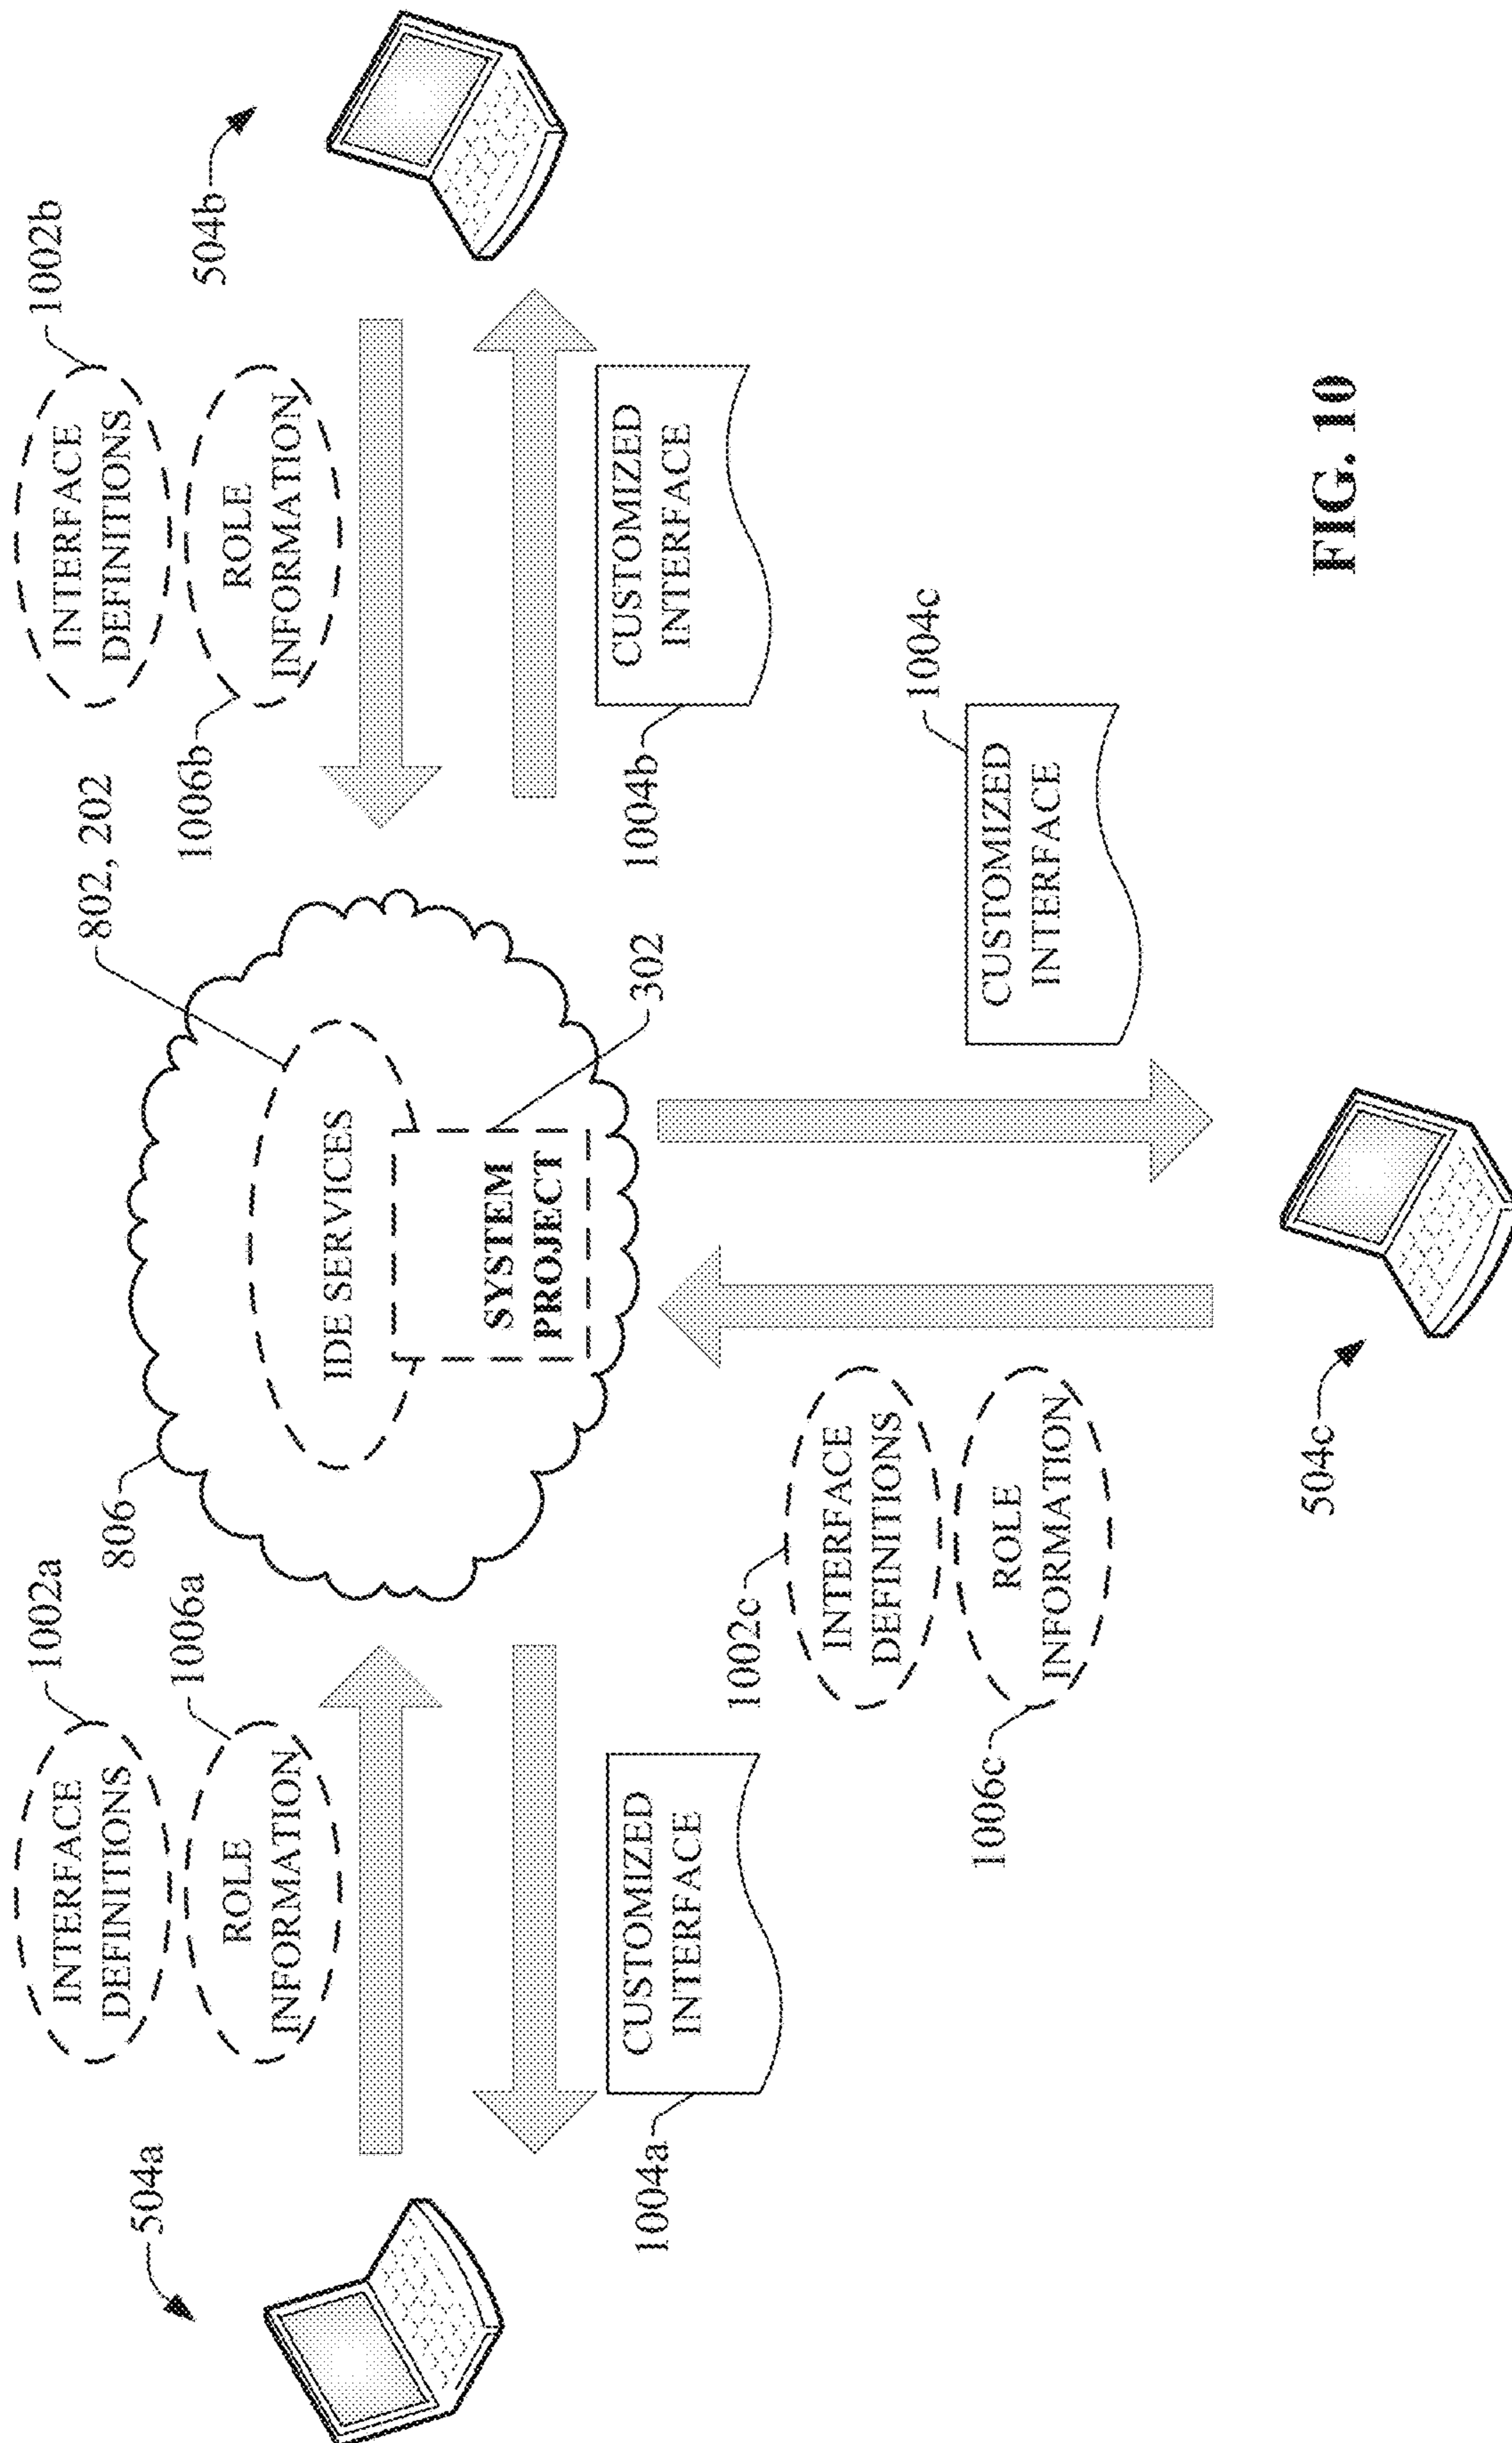 504a
INTERFACE
DEFINITIONS
1002a
ROLE
INFORMATION
1006a
CUSTOMIZED
INTERFACE
1004a
806
802, 202
IDE SERVICES
SYSTEM
PROJECT
302
INTERFACE
DEFINITIONS
1002b
ROLE
INFORMATION
1006b
CUSTOMIZED
INTERFACE
1004b
504b
1002c
INTERFACE
DEFINITIONS
ROLE
INFORMATION
1006c
CUSTOMIZED
INTERFACE
1004c
504c
FIG. 10